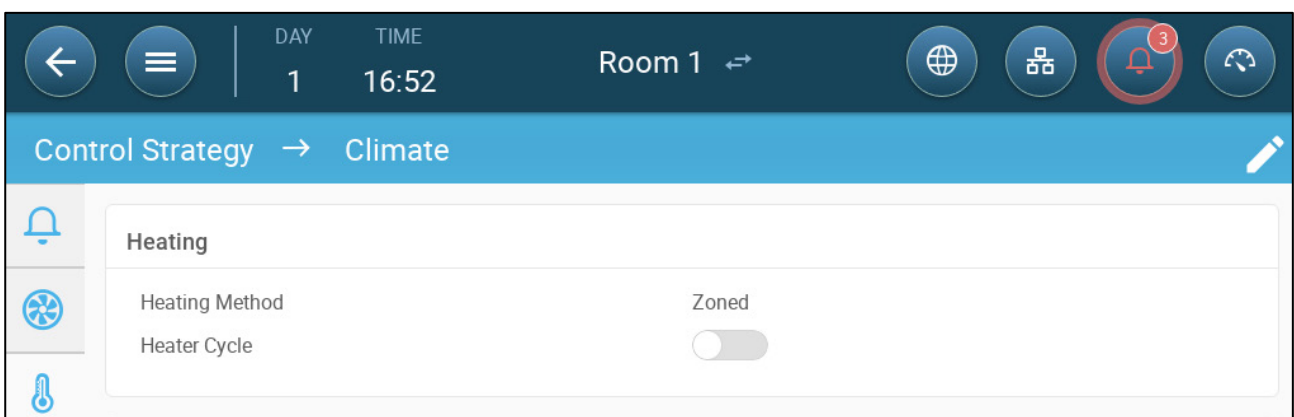 DAY TIME
1 16:52 Room 1 3
Control Strategy → Climate
Heating
Heating Method Zoned
Heater Cycle